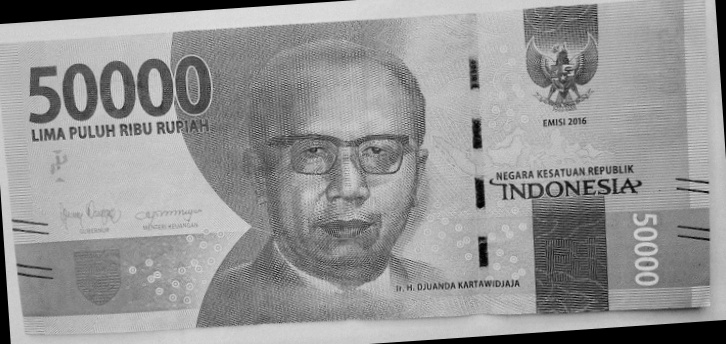 50000
LIMA PULUH RIBU RUPIAH
EMISI 2016
NEGARA KESATUAN REPUBLIK
INDONESIA
GUBERNUR
MENTERI KEUANGAN
50000
Ir. H. DJUANDA KARTAWIDJAJA